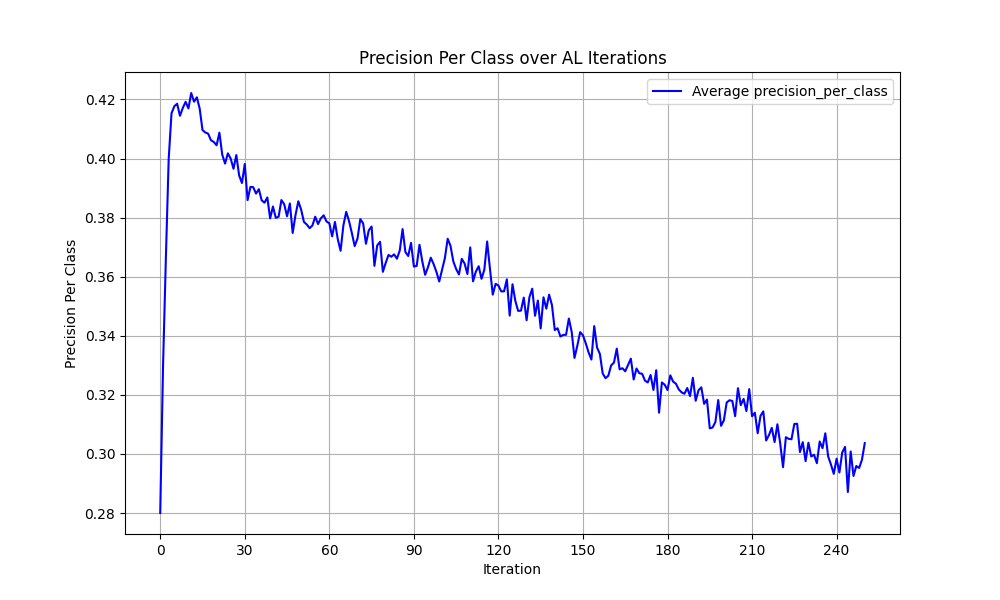 Precision Per Class over AL Iterations
Average precision_per_class
Precision Per Class
0.42
0.40
0.38
0.36
0.34
0.32
0.30
0.28
0 30 60 90 120 150 180 210 240
Iteration